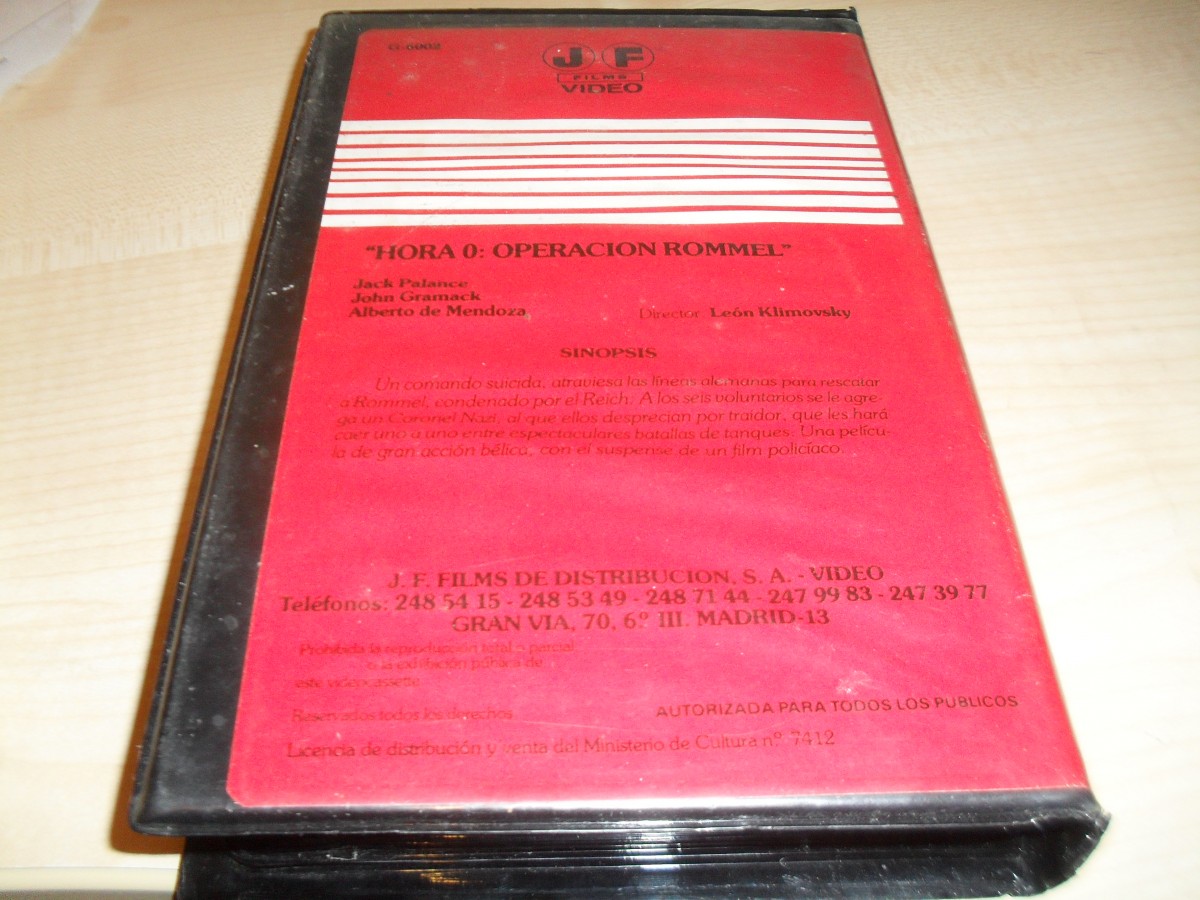 G-6002
J F
FILMS
VIDEO
"HORA 0: OPERACION ROMMEL"
Jack Palance
John Gramack
Alberto de Mendoza
Director León Klimovsky
SINOPSIS
Un comando suicida, atraviesa las líneas alemanas para rescatar
a Rommel, condenado por el Reich: A los seis voluntarios se le agre-
ga un Coronel Nazi, al que ellos desprecian por traidor, que les hará
caer uno a uno entre espectaculares batallas de tanques: Una pelícu-
la de gran acción bélica, con el suspense de un film policíaco.
J. F. FILMS DE DISTRIBUCION, S. A. - VIDEO
Teléfonos: 248 54 15 - 248 53 49 - 248 71 44 - 247 99 83 - 247 39 77
GRAN VIA, 70, 6.º III. MADRID-13
Prohibida la reproducción total o parcial
o la exhibición pública de
este videocassette
Reservados todos los derechos.
AUTORIZADA PARA TODOS LOS PUBLICOS
Licencia de distribución y venta del Ministerio de Cultura n.º 7412